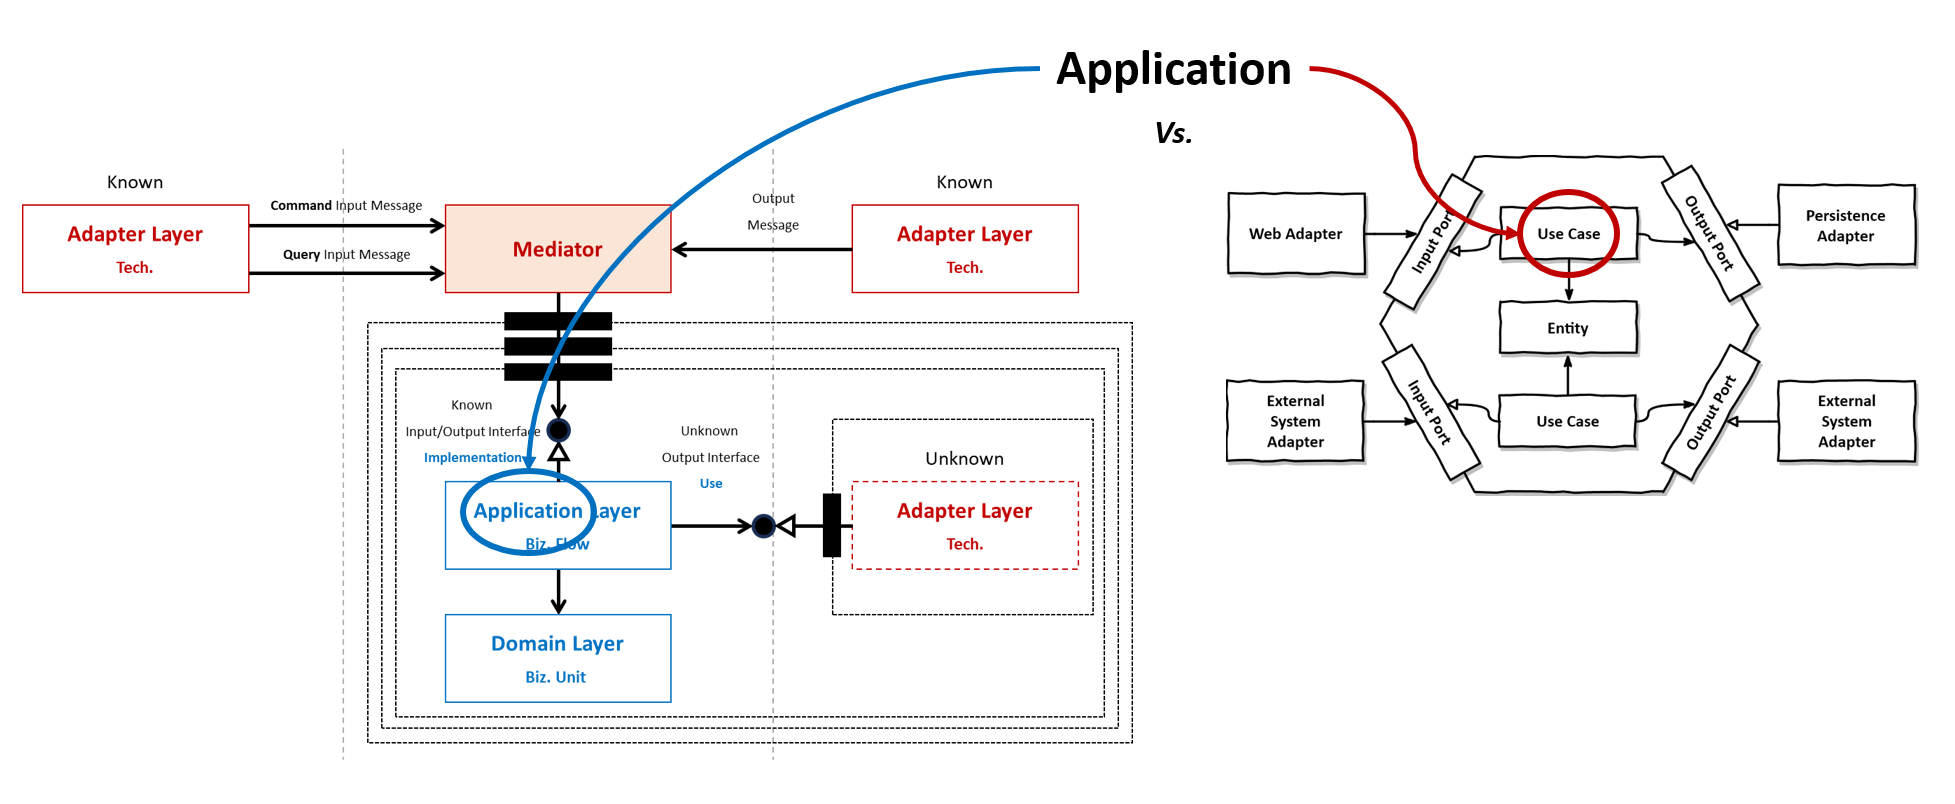 Application
Vs.
Known
Adapter Layer
Tech.
Command Input Message
Query Input Message
Mediator
Output
Message
Known
Adapter Layer
Tech.
Known
Input/Output Interface
Implementation
Unknown
Output Interface
Use
Application Layer
Biz. Flow
Unknown
Adapter Layer
Tech.
Domain Layer
Biz. Unit
Web Adapter
Input Port
Use Case
Output Port
Persistence
Adapter
Entity
External
System
Adapter
Input Port
Use Case
Output Port
External
System
Adapter